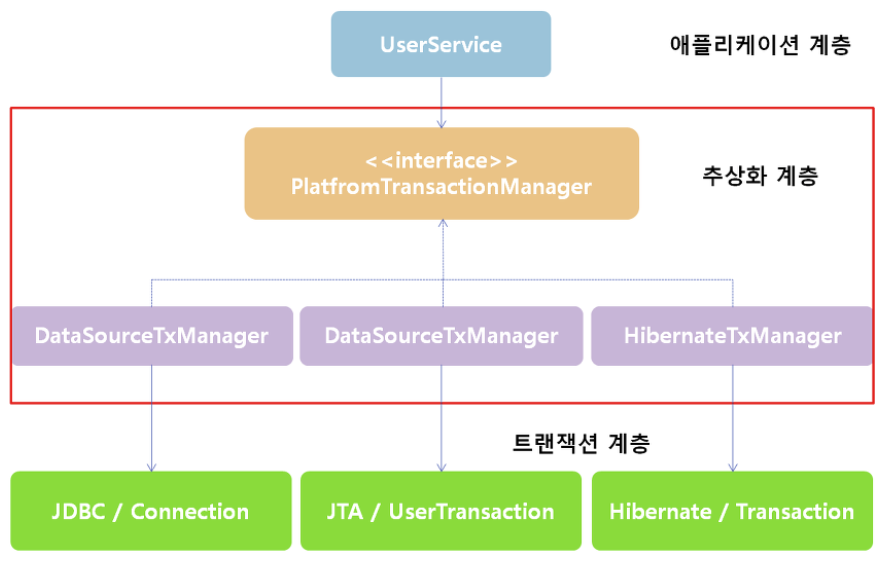 UserService
애플리케이션 계층
<<interface>>
PlatfromTransactionManager
추상화 계층
DataSourceTxManager
DataSourceTxManager
HibernateTxManager
트랜잭션 계층
JDBC / Connection
JTA / UserTransaction
Hibernate / Transaction